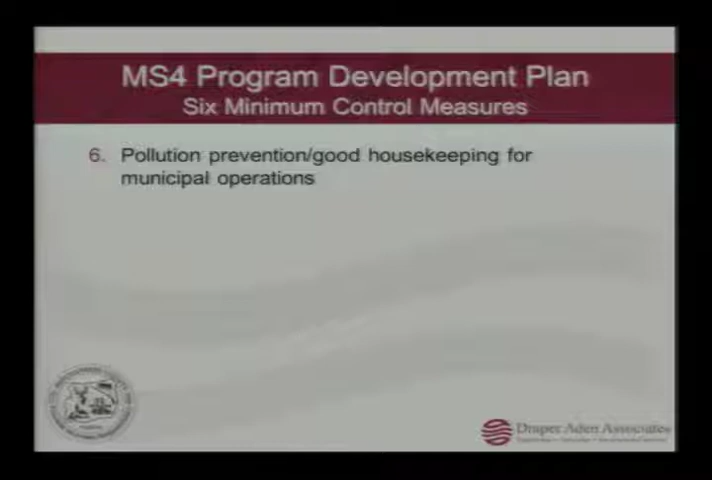 MS4 Program Development Plan
Six Minimum Control Measures
6. Pollution prevention/good housekeeping for
municipal operations
Draper Aden Associates